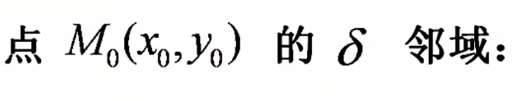 点 M₀(x₀,y₀) 的 δ 邻域：